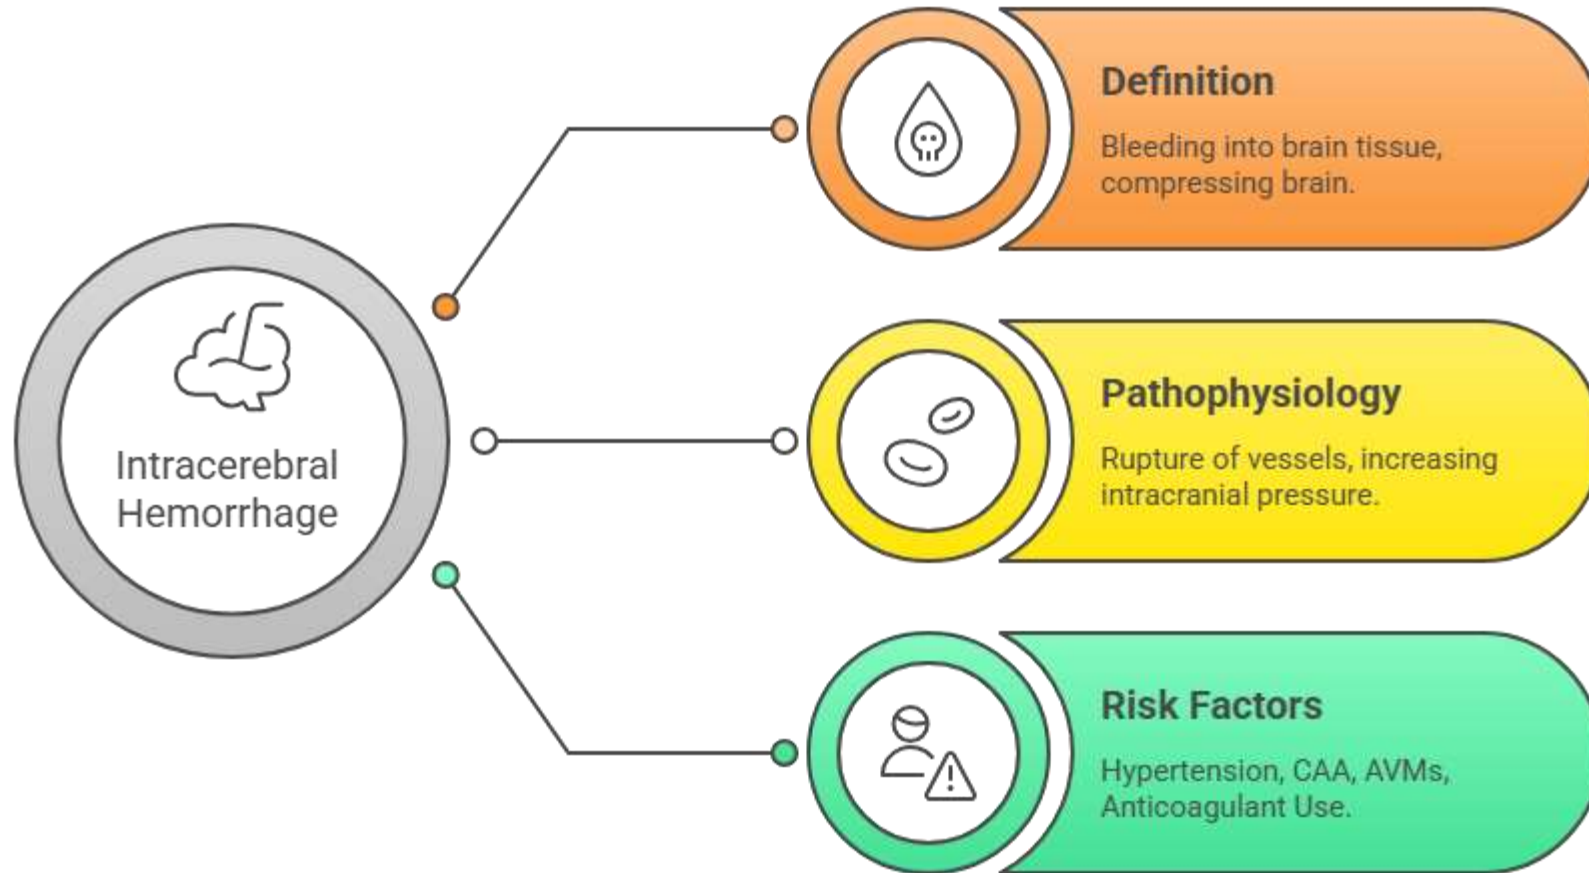 Intracerebral
Hemorrhage
Definition
Bleeding into brain tissue,
compressing brain.
Pathophysiology
Rupture of vessels, increasing
intracranial pressure.
Risk Factors
Hypertension, CAA, AVMs,
Anticoagulant Use.